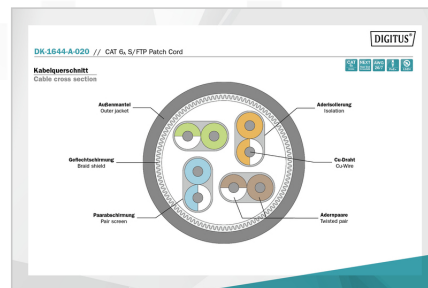 DIGITUS®
DK-1644-A-020 // CAT 6A S/FTP Patch Cord
Kabelquerschnitt
Cable cross section
Außenmantel
Outer jacket
Aderisolierung
Isolation
Geflechtschirmung
Braid shield
Cu-Draht
Cu-Wire
Paarabschirmung
Pair screen
Adernpaare
Twisted pair